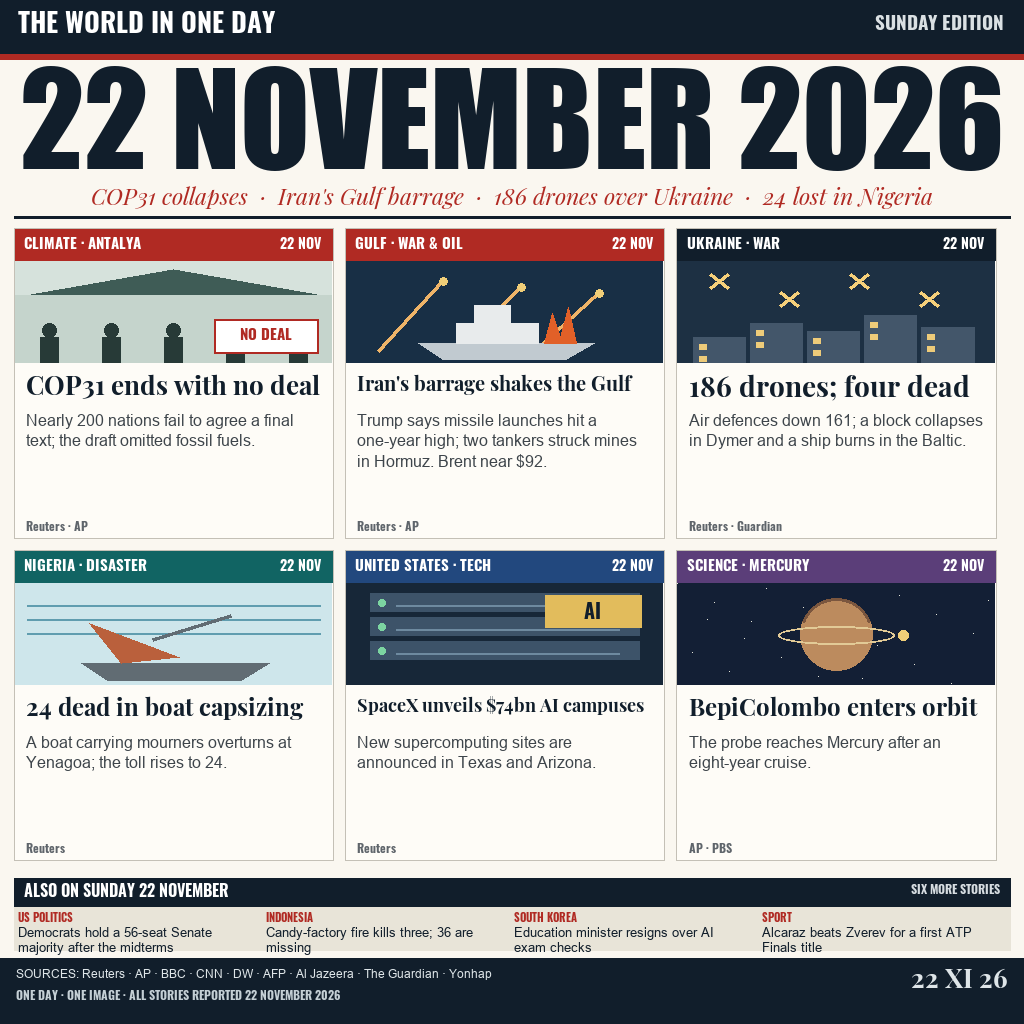 THE WORLD IN ONE DAY
SUNDAY EDITION
22 NOVEMBER 2026
COP31 collapses · Iran's Gulf barrage · 186 drones over Ukraine · 24 lost in Nigeria
CLIMATE · ANTALYA
22 NOV
NO DEAL
COP31 ends with no deal
Nearly 200 nations fail to agree a final
text; the draft omitted fossil fuels.
Reuters · AP
GULF · WAR & OIL
22 NOV
Iran's barrage shakes the Gulf
Trump says missile launches hit a
one-year high; two tankers struck mines
in Hormuz. Brent near $92.
Reuters · AP
UKRAINE · WAR
22 NOV
186 drones; four dead
Air defences down 161; a block collapses
in Dymer and a ship burns in the Baltic.
Reuters · Guardian
NIGERIA · DISASTER
22 NOV
24 dead in boat capsizing
A boat carrying mourners overturns at
Yenagoa; the toll rises to 24.
Reuters
UNITED STATES · TECH
22 NOV
AI
SpaceX unveils $74bn AI campuses
New supercomputing sites are
announced in Texas and Arizona.
Reuters
SCIENCE · MERCURY
22 NOV
BepiColombo enters orbit
The probe reaches Mercury after an
eight-year cruise.
AP · PBS
ALSO ON SUNDAY 22 NOVEMBER
SIX MORE STORIES
US POLITICS
Democrats hold a 56-seat Senate
majority after the midterms
INDONESIA
Candy-factory fire kills three; 36 are
missing
SOUTH KOREA
Education minister resigns over AI
exam checks
SPORT
Alcaraz beats Zverev for a first ATP
Finals title
SOURCES: Reuters · AP · BBC · CNN · DW · AFP · Al Jazeera · The Guardian · Yonhap
ONE DAY · ONE IMAGE · ALL STORIES REPORTED 22 NOVEMBER 2026
22 XI 26